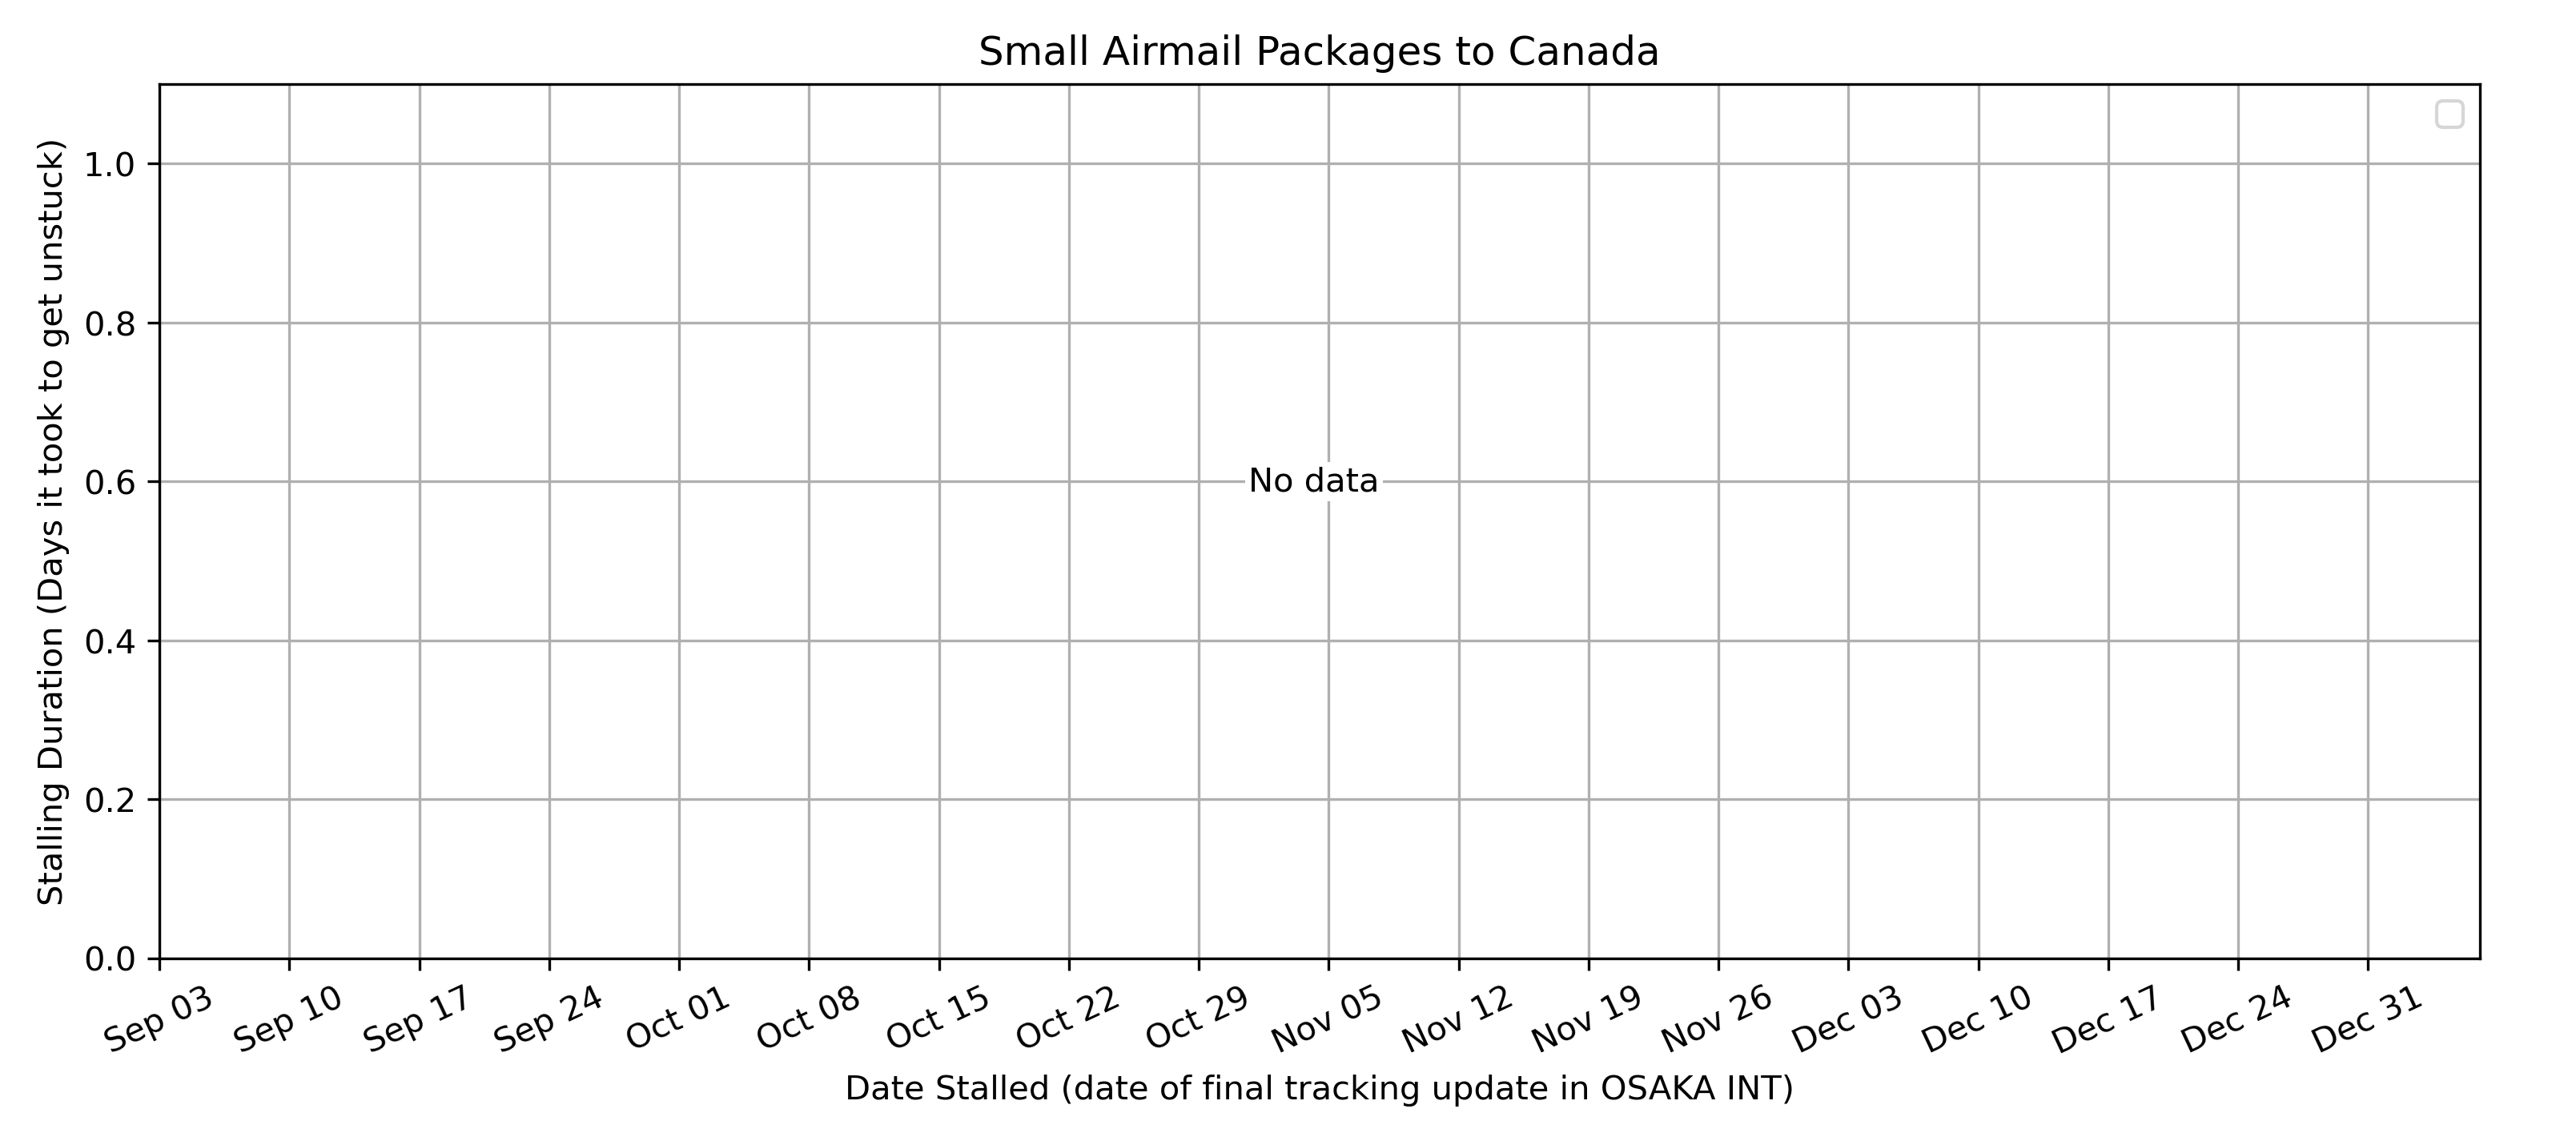 Small Airmail Packages to Canada
Stalling Duration (Days it took to get unstuck)
1.0
0.8
0.6
0.4
0.2
0.0
No data
Sep 03
Sep 10
Sep 17
Sep 24
Oct 01
Oct 08
Oct 15
Oct 22
Oct 29
Nov 05
Nov 12
Nov 19
Nov 26
Dec 03
Dec 10
Dec 17
Dec 24
Dec 31
Date Stalled (date of final tracking update in OSAKA INT)